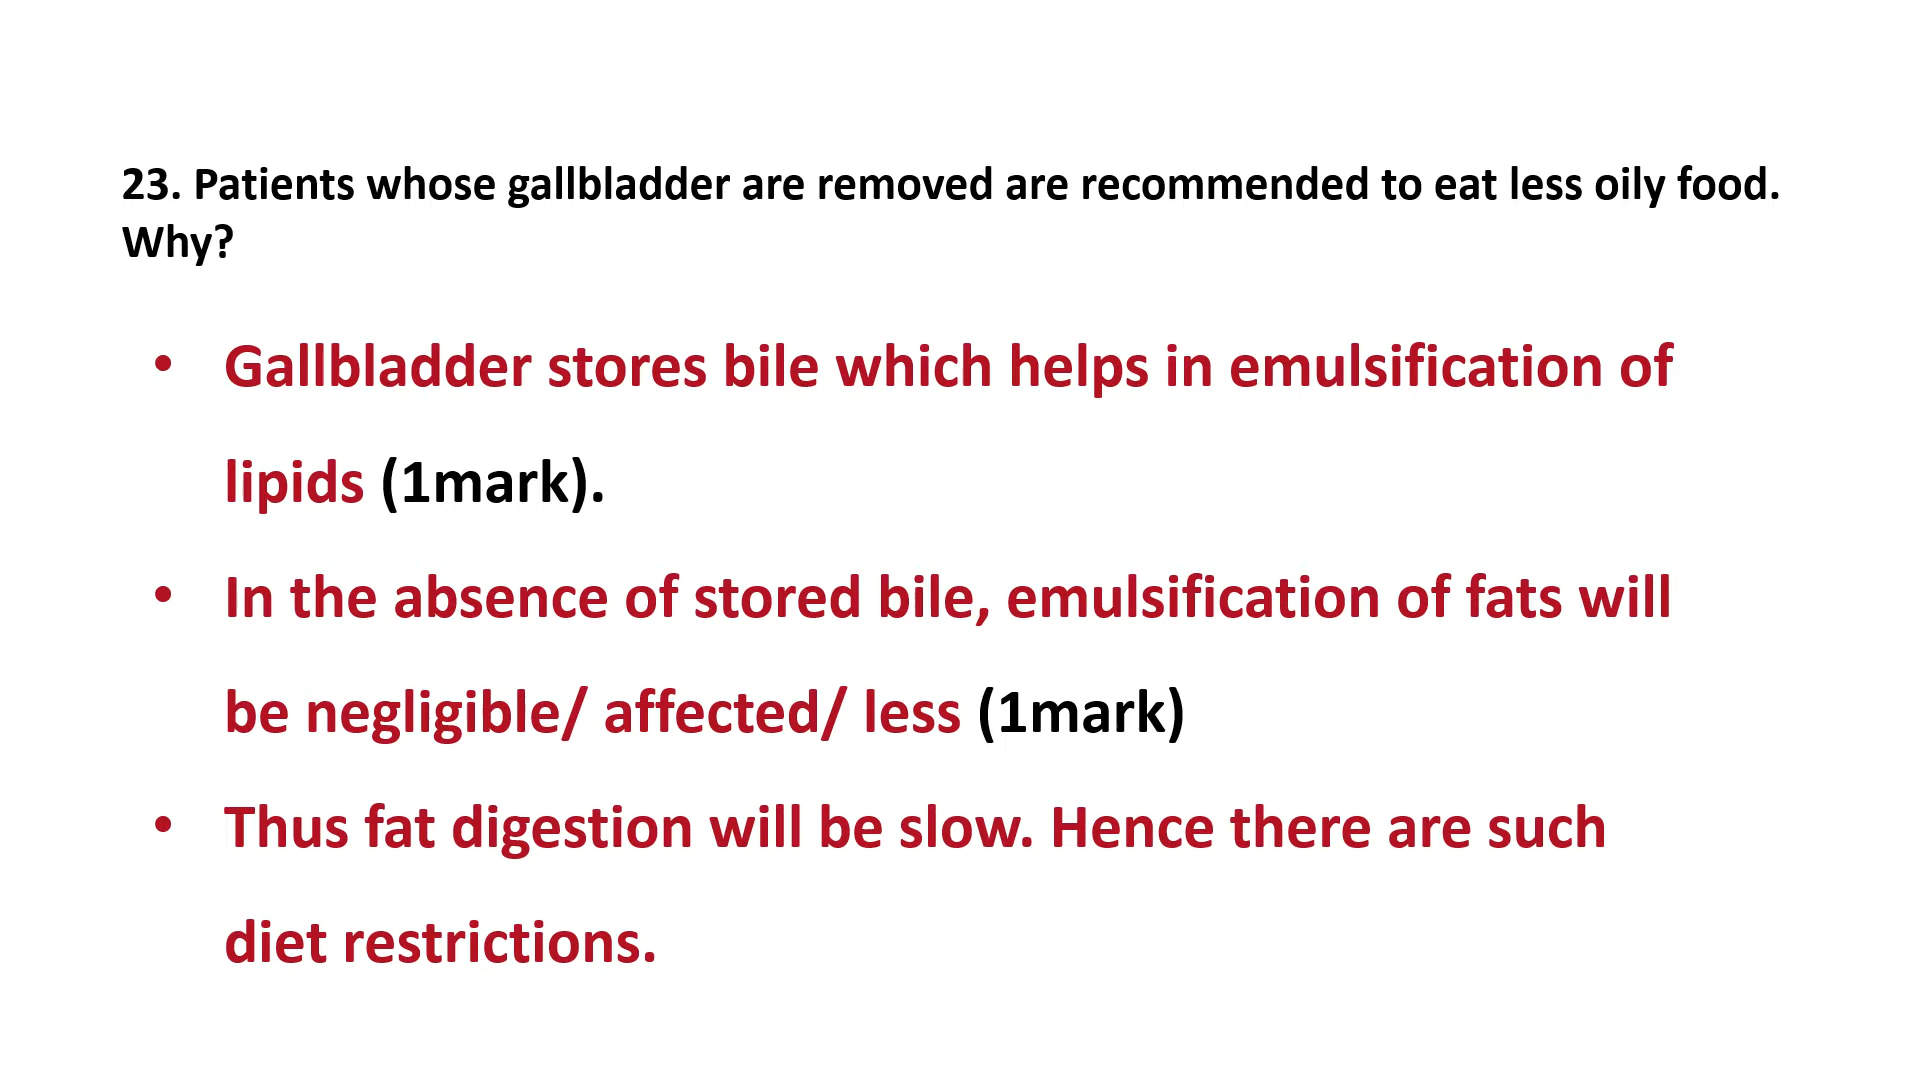 23. Patients whose gallbladder are removed are recommended to eat less oily food.
Why?
• Gallbladder stores bile which helps in emulsification of
lipids (1mark).
• In the absence of stored bile, emulsification of fats will
be negligible/ affected/ less (1mark)
• Thus fat digestion will be slow. Hence there are such
diet restrictions.